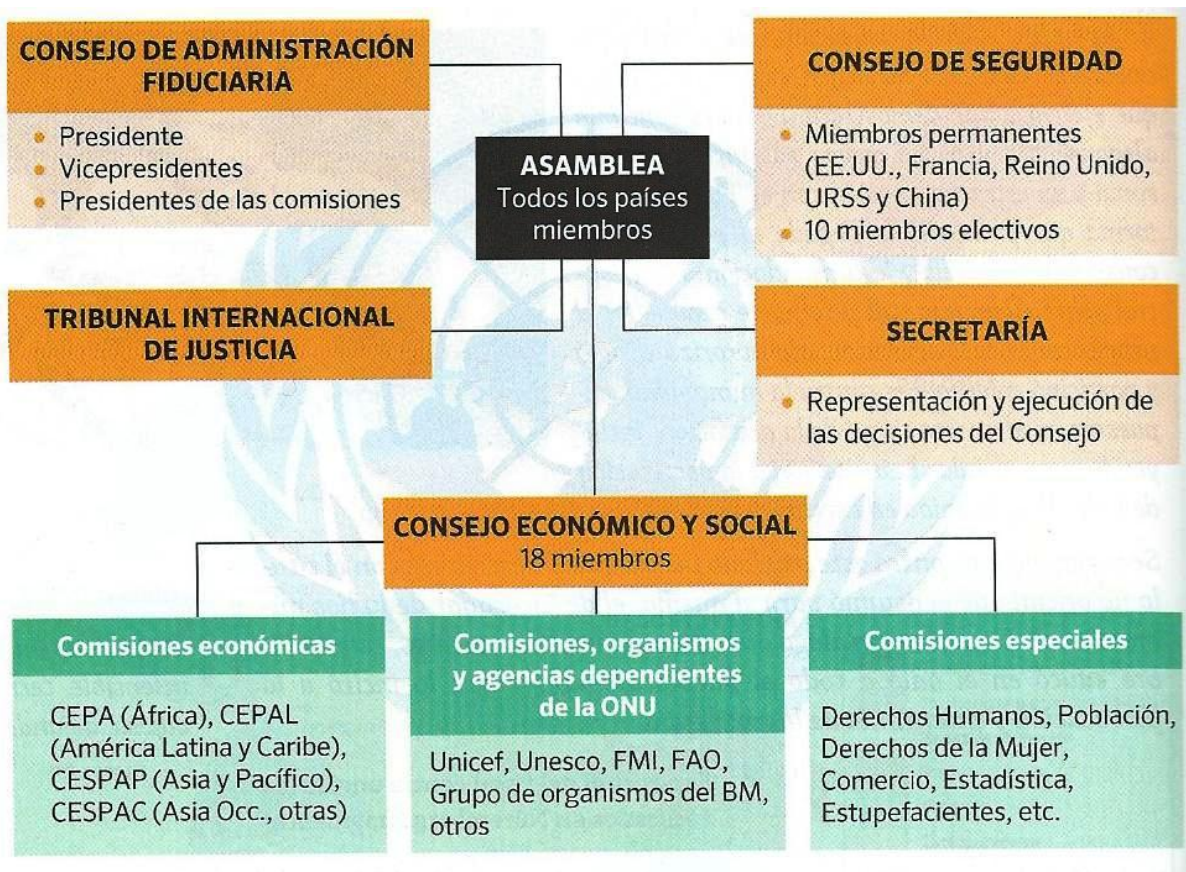 CONSEJO DE ADMINISTRACIÓN
FIDUCIARIA
• Presidente
• Vicepresidentes
• Presidentes de las comisiones
ASAMBLEA
Todos los países
miembros
CONSEJO DE SEGURIDAD
• Miembros permanentes
(EE.UU., Francia, Reino Unido,
URSS y China)
• 10 miembros electivos
TRIBUNAL INTERNACIONAL
DE JUSTICIA
SECRETARÍA
• Representación y ejecución de
las decisiones del Consejo
CONSEJO ECONÓMICO Y SOCIAL
18 miembros
Comisiones económicas
CEPA (África), CEPAL
(América Latina y Caribe),
CESPAP (Asia y Pacífico),
CESPAC (Asia Occ., otras)
Comisiones, organismos
y agencias dependientes
de la ONU
Unicef, Unesco, FMI, FAO,
Grupo de organismos del BM,
otros
Comisiones especiales
Derechos Humanos, Población,
Derechos de la Mujer,
Comercio, Estadística,
Estupefacientes, etc.